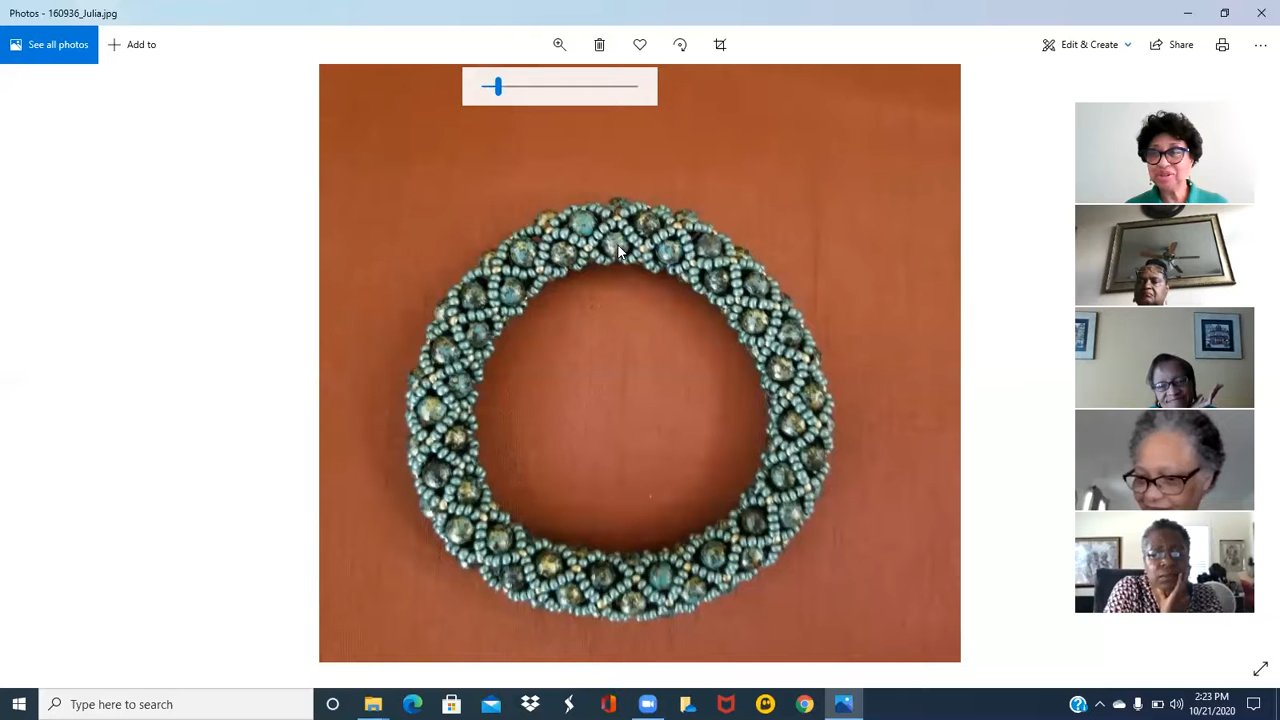 Photos - 160936_Julia.jpg
See all photos
Add to
Edit & Create
Share
Type here to search
2:23 PM
10/21/2020